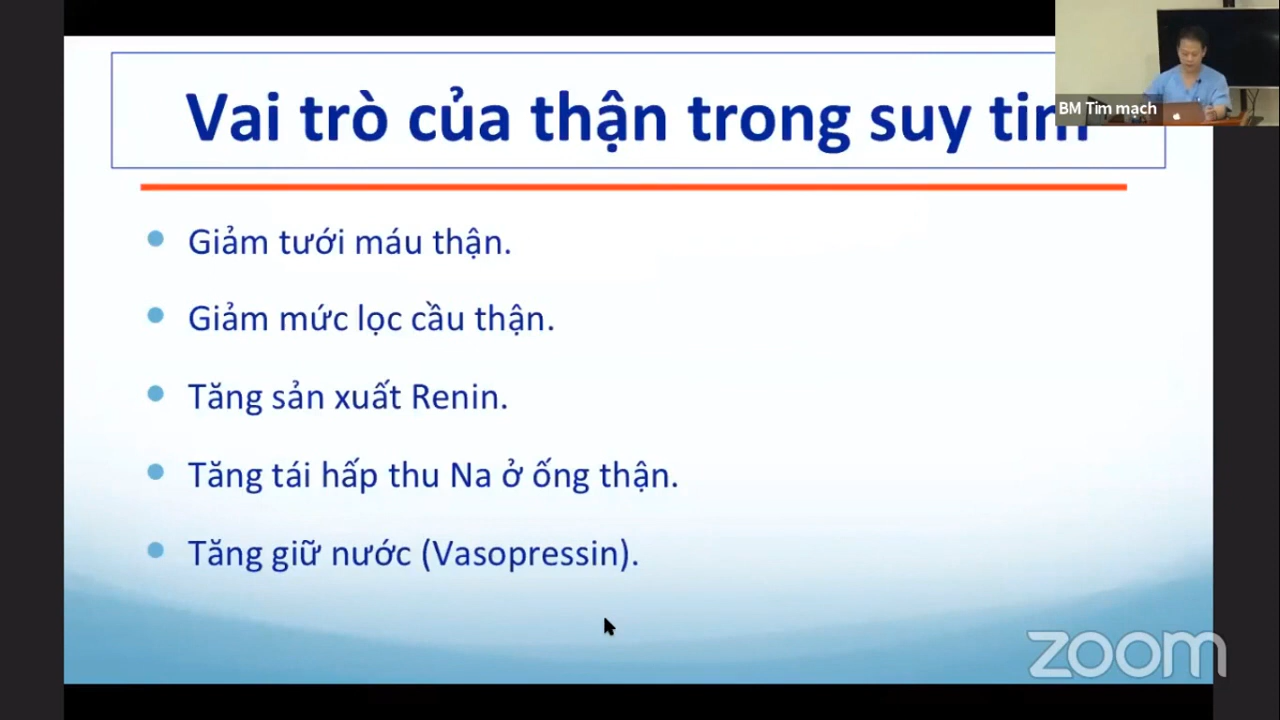 Vai trò của thận trong suy tim
BM Tim mạch
Giảm tưới máu thận.
Giảm mức lọc cầu thận.
Tăng sản xuất Renin.
Tăng tái hấp thu Na ở ống thận.
Tăng giữ nước (Vasopressin).
zoom